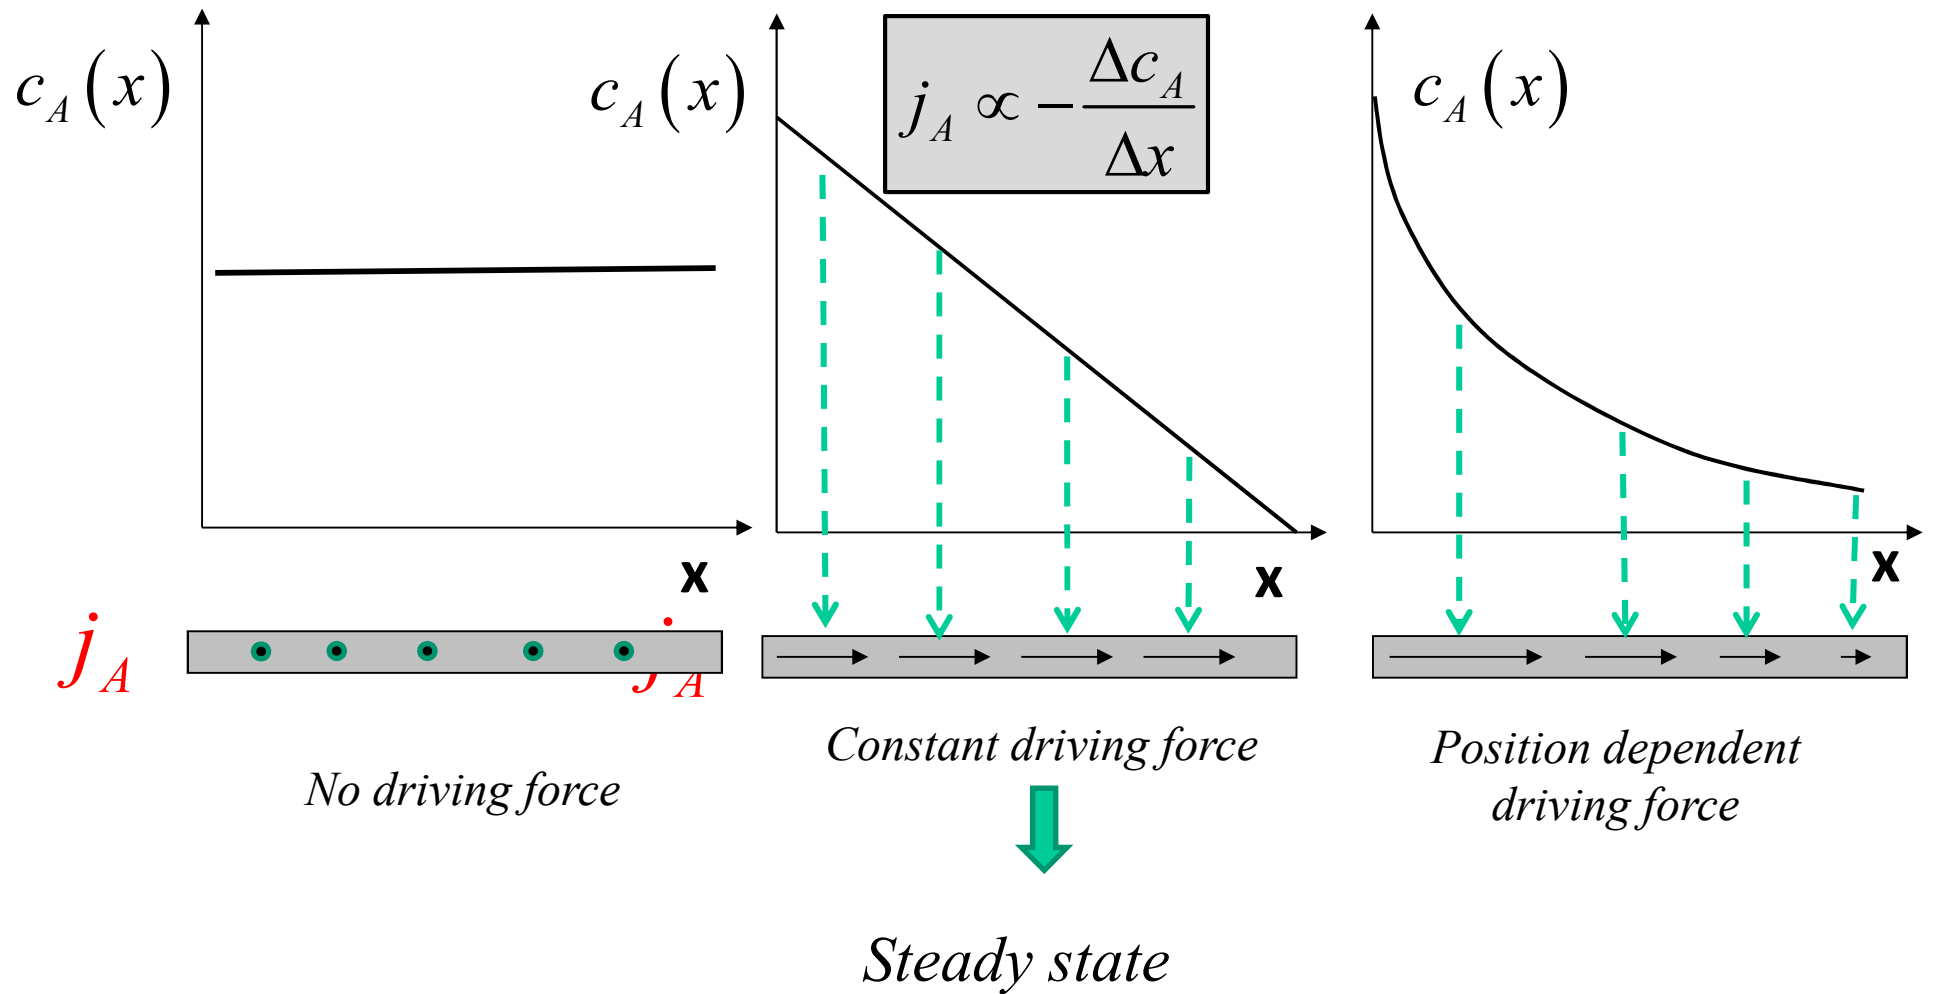 c_A(x)
c_A(x)
j_A ∝ − Δc_A / Δx
c_A(x)
x
x
x
j_A
j_A
No driving force
Constant driving force
Position dependent
driving force
Steady state